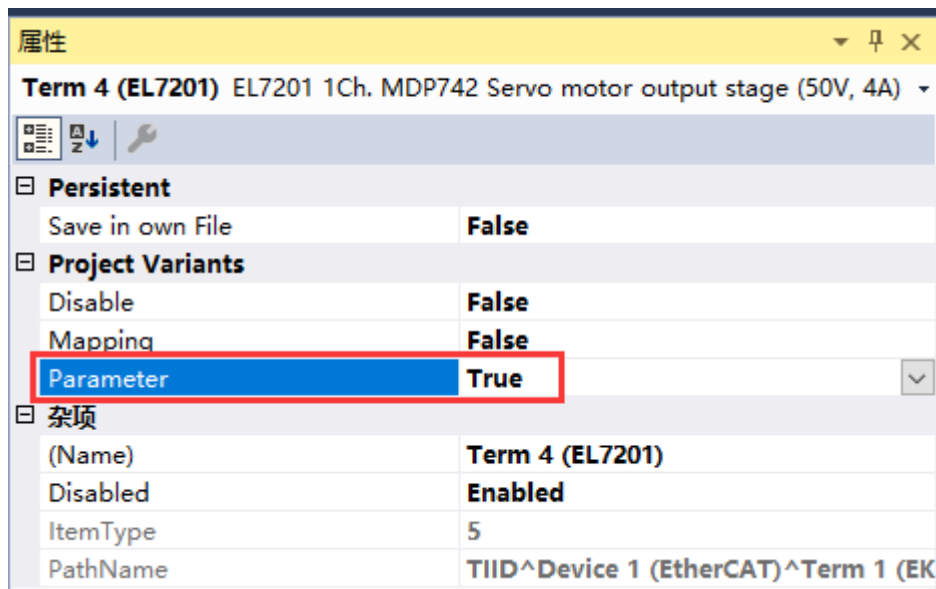 属性
Term 4 (EL7201) EL7201 1Ch. MDP742 Servo motor output stage (50V, 4A)
Persistent
Save in own File False
Project Variants
Disable False
Mapping False
Parameter True
杂项
(Name) Term 4 (EL7201)
Disabled Enabled
ItemType 5
PathName TIID^Device 1 (EtherCAT)^Term 1 (EK